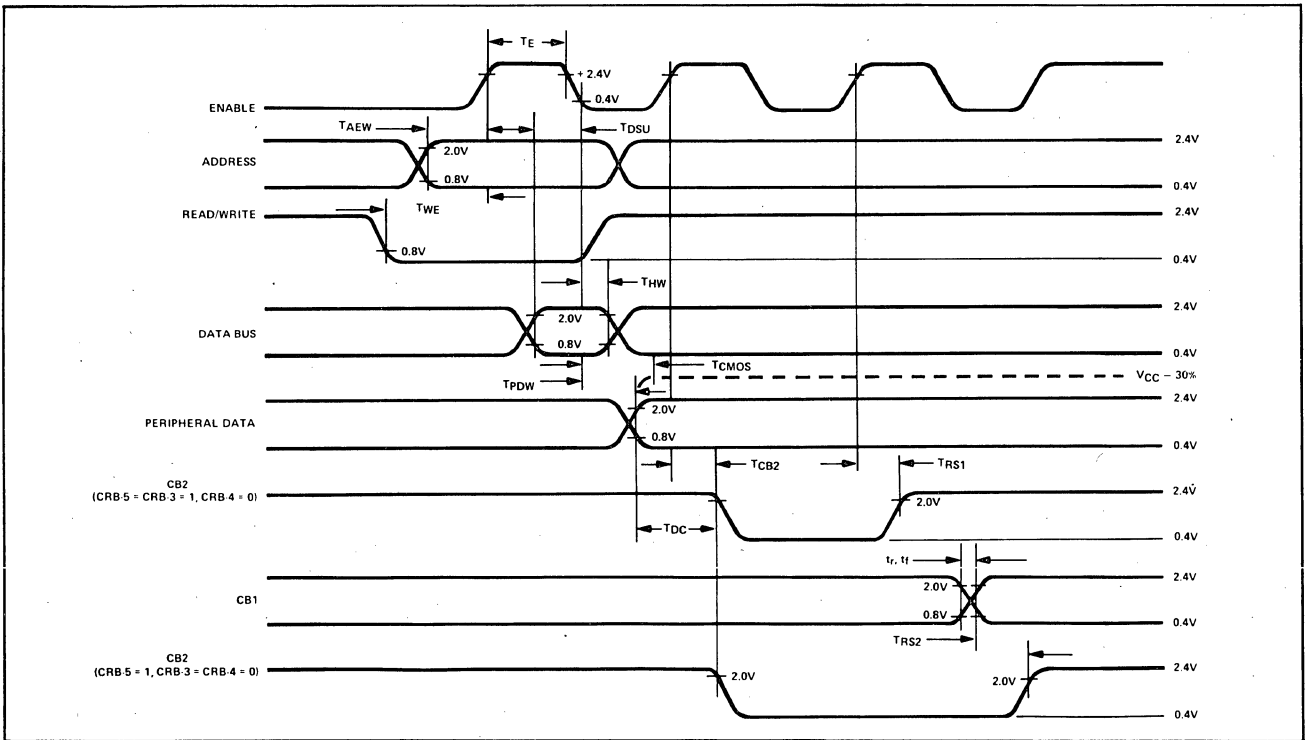 TE
+ 2.4V
0.4V
ENABLE
TAEW
TDSU
2.0V
0.8V
2.4V
ADDRESS
0.4V
READ/WRITE
TWE
2.4V
0.8V
0.4V
THW
2.4V
2.0V
DATA BUS
0.8V
0.4V
TCMOS
VCC – 30%
TPDW
2.4V
2.0V
PERIPHERAL DATA
0.8V
0.4V
TCB2
TRS1
CB2
(CRB-5 = CRB-3 = 1, CRB-4 = 0)
2.4V
2.0V
TDC
0.4V
tr, tf
2.4V
2.0V
CB1
0.8V
0.4V
TRS2
CB2
(CRB-5 = 1, CRB-3 = CRB-4 = 0)
2.4V
2.0V
2.0V
0.4V